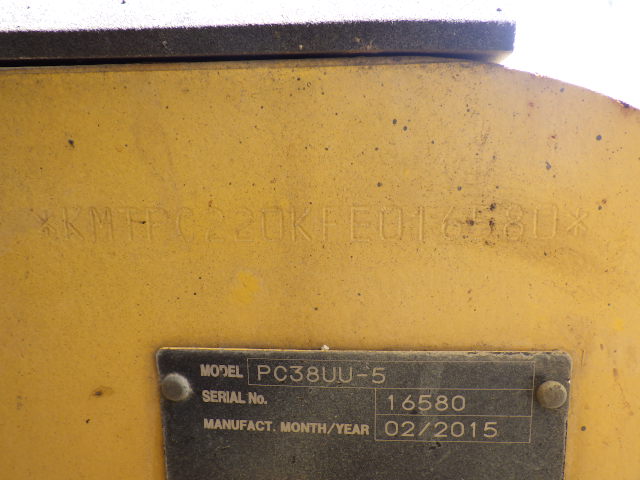 *KMTPC220KFE016580*
MODEL PC38UU-5
SERIAL No. 16580
MANUFACT. MONTH/YEAR 02/2015